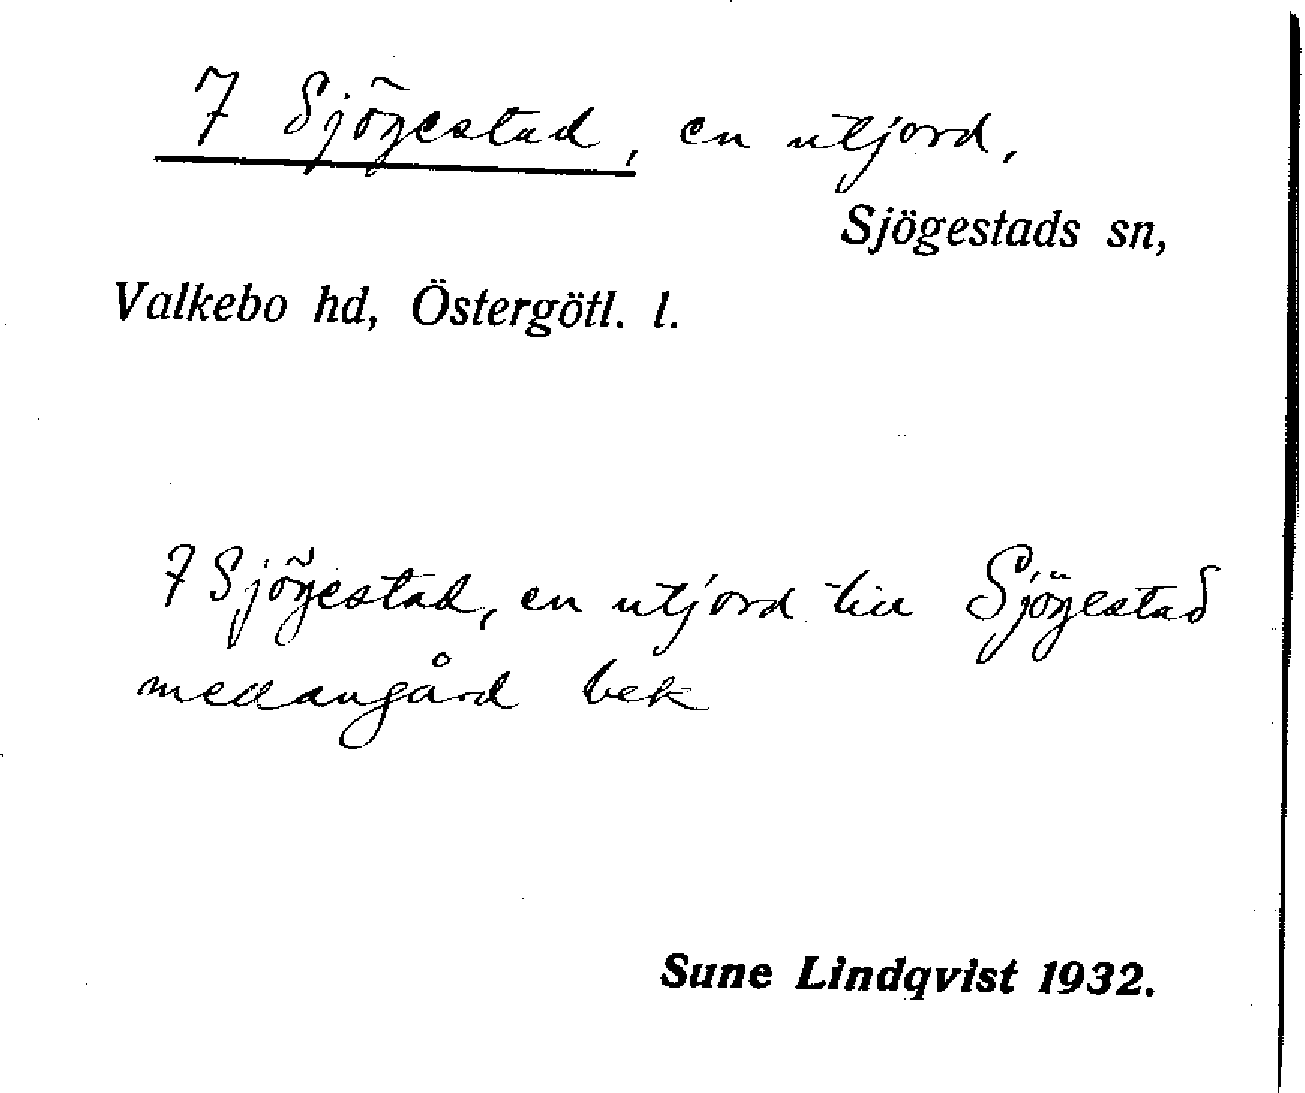 7 Sjögestad, en utjord,
Sjögestads sn,
Valkebo hd, Östergötl. l.
7 Sjögestad, en utjord till Sjögestad
mellangård bek
Sune Lindqvist 1932.